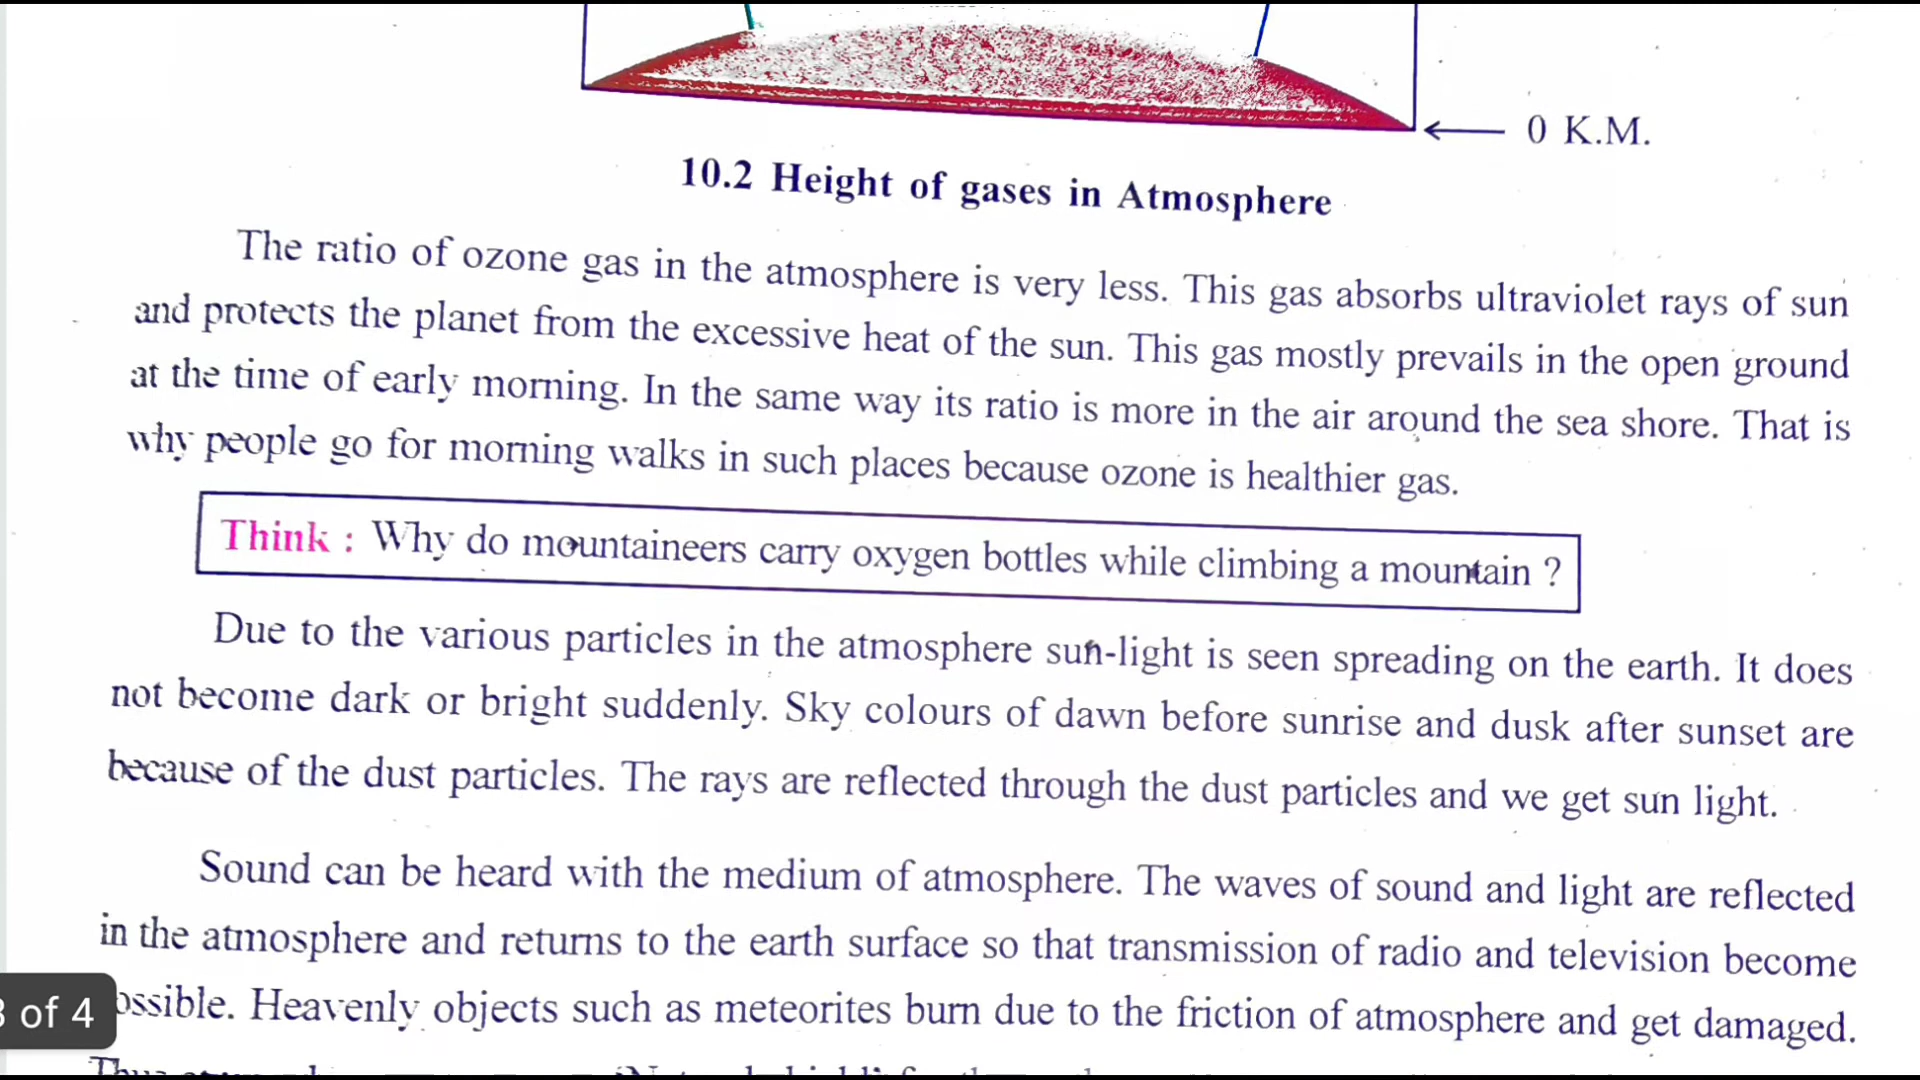 0 K.M.
10.2 Height of gases in Atmosphere
The ratio of ozone gas in the atmosphere is very less. This gas absorbs ultraviolet rays of sun
and protects the planet from the excessive heat of the sun. This gas mostly prevails in the open ground
at the time of early morning. In the same way its ratio is more in the air around the sea shore. That is
why people go for morning walks in such places because ozone is healthier gas.
Think : Why do mountaineers carry oxygen bottles while climbing a mountain ?
Due to the various particles in the atmosphere sun-light is seen spreading on the earth. It does
not become dark or bright suddenly. Sky colours of dawn before sunrise and dusk after sunset are
because of the dust particles. The rays are reflected through the dust particles and we get sun light.
Sound can be heard with the medium of atmosphere. The waves of sound and light are reflected
in the atmosphere and returns to the earth surface so that transmission of radio and television become
ossible. Heavenly objects such as meteorites burn due to the friction of atmosphere and get damaged.
3 of 4